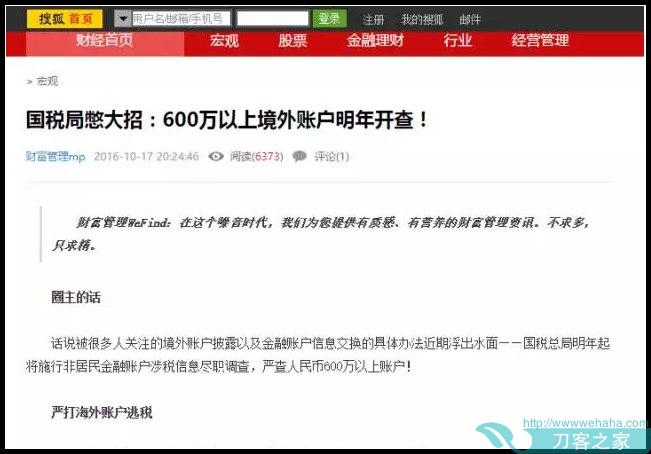 搜狐 首页 用户名/邮箱/手机号 登录 注册 我的搜狐 邮件
财经首页 宏观 股票 金融理财 行业 经营管理
> 宏观
国税局憋大招：600万以上境外账户明年开查！
财富管理mp 2016-10-17 20:24:46 阅读(6373) 评论(1)
财富管理WeFind：在这个噪音时代，我们为您提供有质感、有营养的财富管理资讯。不求多，
只求精。
圈主的话
话说被很多人关注的境外账户披露以及金融账户信息交换的具体办法近期浮出水面——国税总局明年起
将施行非居民金融账户涉税信息尽职调查，严查人民币600万以上账户！
严打海外账户逃税
http://wwwwehaha.com
刀客之家